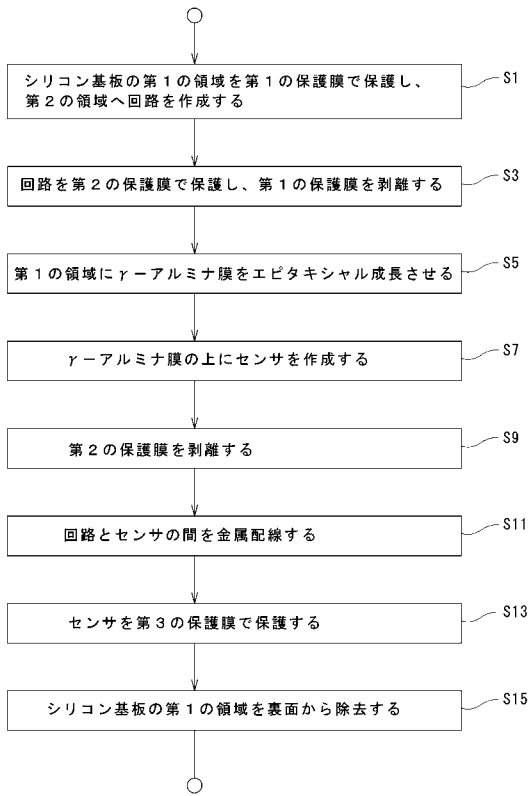 シリコン基板の第1の領域を第1の保護膜で保護し、 S1
第2の領域へ回路を作成する
回路を第2の保護膜で保護し、第1の保護膜を剥離する S3
第1の領域にγーアルミナ膜をエピタキシャル成長させる S5
γーアルミナ膜の上にセンサを作成する S7
第2の保護膜を剥離する S9
回路とセンサの間を金属配線する S11
センサを第3の保護膜で保護する S13
シリコン基板の第1の領域を裏面から除去する S15